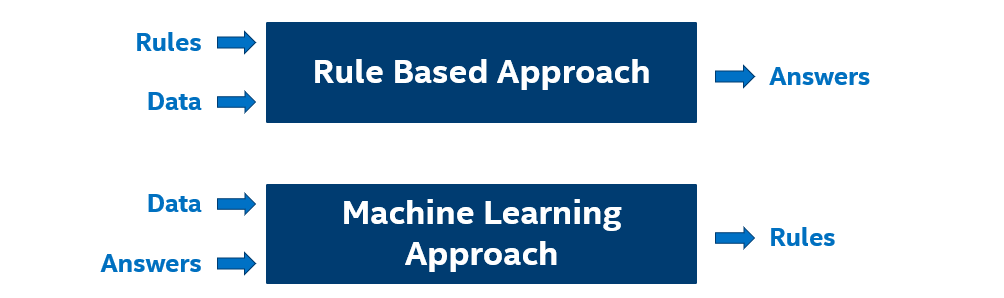 Rules
Data
Rule Based Approach
Answers
Data
Answers
Machine Learning
Approach
Rules